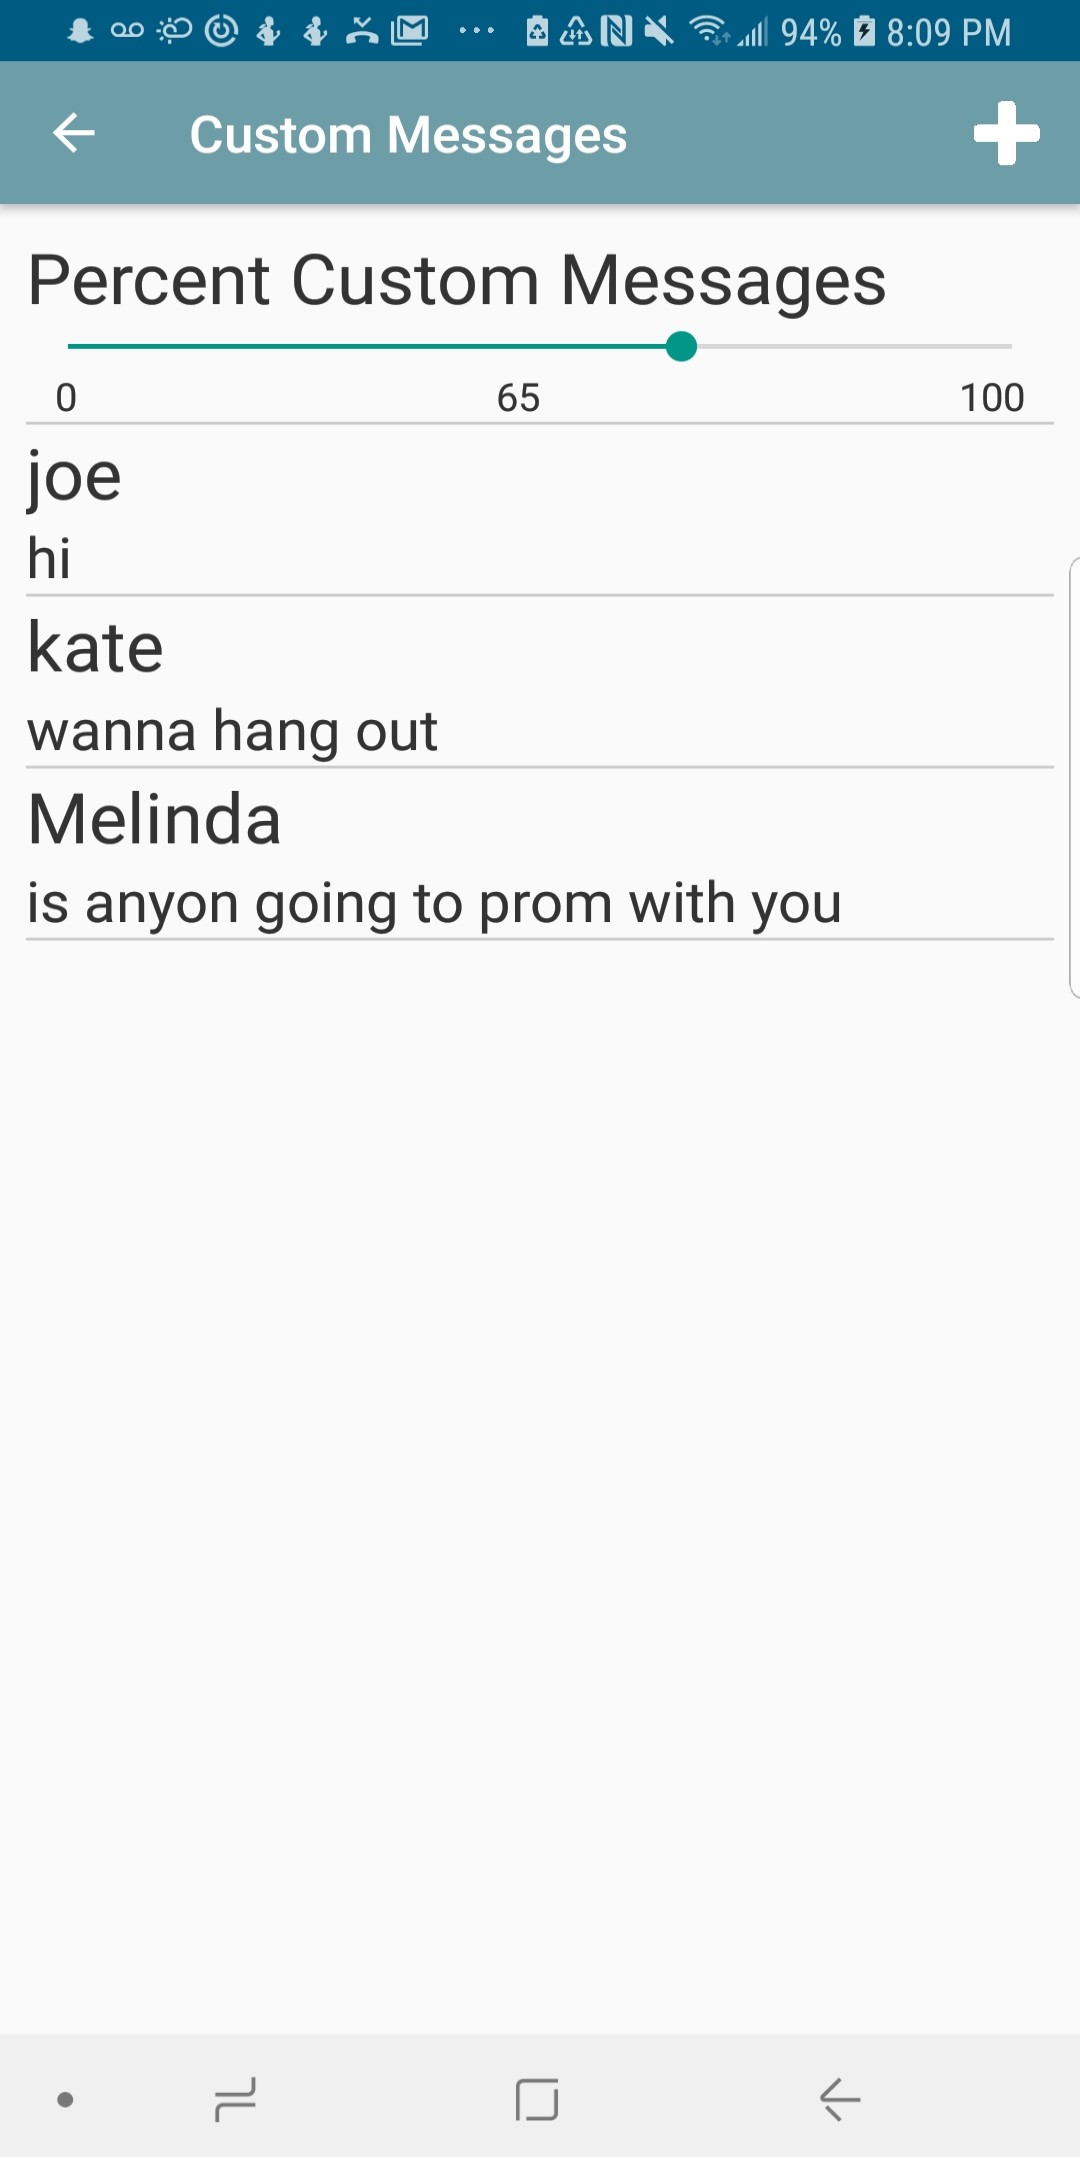 94% 8:09 PM
Custom Messages
Percent Custom Messages
0 65 100
joe
hi
kate
wanna hang out
Melinda
is anyon going to prom with you